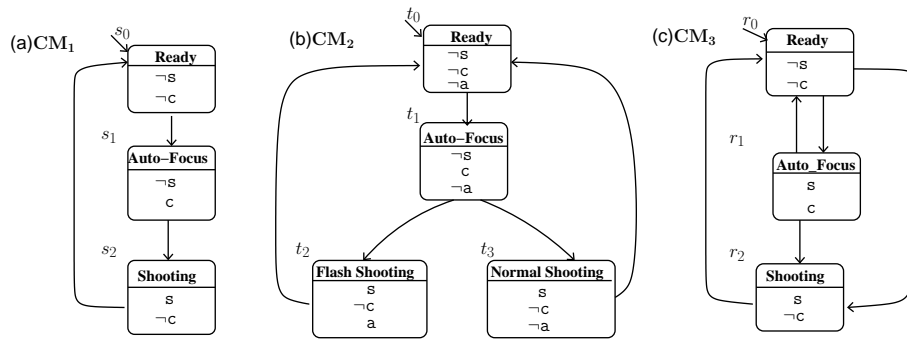 (a)CM₁
s₀
Ready
¬s
¬c
s₁
Auto–Focus
¬s
c
s₂
Shooting
s
¬c
(b)CM₂
t₀
Ready
¬s
¬c
¬a
t₁
Auto–Focus
¬s
c
¬a
t₂
Flash Shooting
s
¬c
a
t₃
Normal Shooting
s
¬c
¬a
(c)CM₃
r₀
Ready
¬s
¬c
r₁
Auto_Focus
s
c
r₂
Shooting
s
¬c